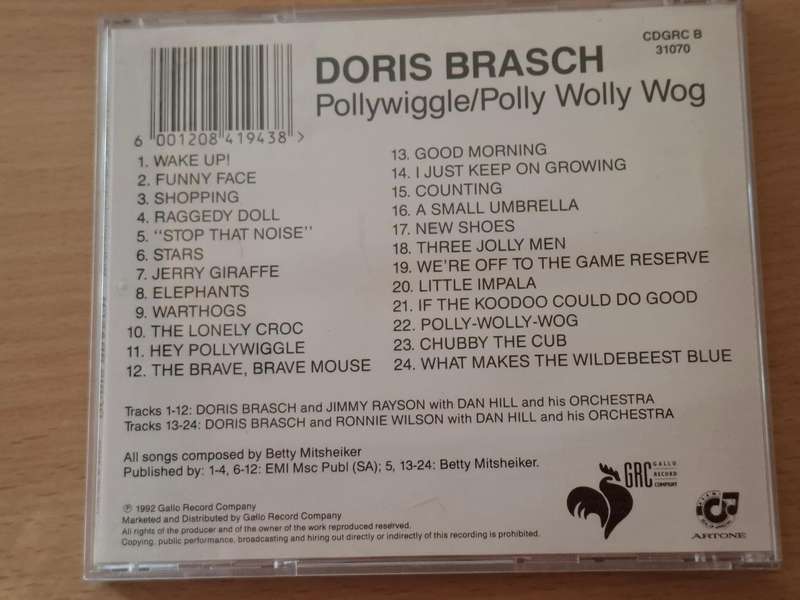 CDGRC B
31070
DORIS BRASCH
Pollywiggle/Polly Wolly Wog
6 001208 419438 >
1. WAKE UP!
2. FUNNY FACE
3. SHOPPING
4. RAGGEDY DOLL
5. "STOP THAT NOISE"
6. STARS
7. JERRY GIRAFFE
8. ELEPHANTS
9. WARTHOGS
10. THE LONELY CROC
11. HEY POLLYWIGGLE
12. THE BRAVE, BRAVE MOUSE
13. GOOD MORNING
14. I JUST KEEP ON GROWING
15. COUNTING
16. A SMALL UMBRELLA
17. NEW SHOES
18. THREE JOLLY MEN
19. WE'RE OFF TO THE GAME RESERVE
20. LITTLE IMPALA
21. IF THE KOODOO COULD DO GOOD
22. POLLY-WOLLY-WOG
23. CHUBBY THE CUB
24. WHAT MAKES THE WILDEBEEST BLUE
Tracks 1-12: DORIS BRASCH and JIMMY RAYSON with DAN HILL and his ORCHESTRA
Tracks 13-24: DORIS BRASCH and RONNIE WILSON with DAN HILL and his ORCHESTRA
All songs composed by Betty Mitsheiker
Published by: 1-4, 6-12: EMI Msc Publ (SA); 5, 13-24: Betty Mitsheiker.
GRC GALLO
RECORD
COMPANY
ARTONE
℗ 1992 Gallo Record Company
Marketed and Distributed by Gallo Record Company
All rights of the producer and of the owner of the work reproduced reserved.
Copying, public performance, broadcasting and hiring out directly or indirectly of this recording is prohibited.